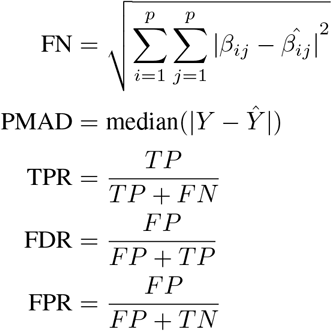 FN = \sqrt{\sum_{i=1}^{p} \sum_{j=1}^{p} |\beta_{ij} - \hat{\beta_{ij}}|^2}
PMAD = median(|Y - \hat{Y}|)
TPR = \frac{TP}{TP + FN}
FDR = \frac{FP}{FP + TP}
FPR = \frac{FP}{FP + TN}